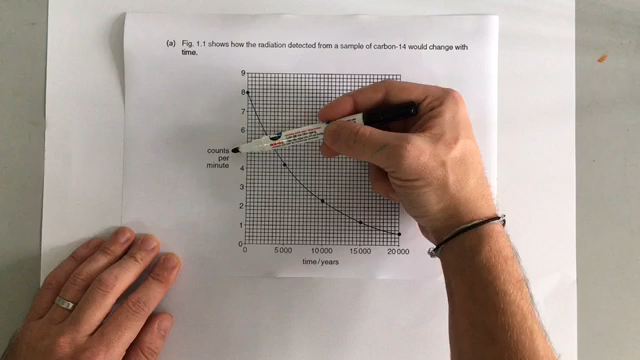 (a) Fig. 1.1 shows how the radiation detected from a sample of carbon-14 would change with
time.
9
8
7
6
counts
per
minute
4
3
2
1
0
0 5000 10000 15000 20000
time/years